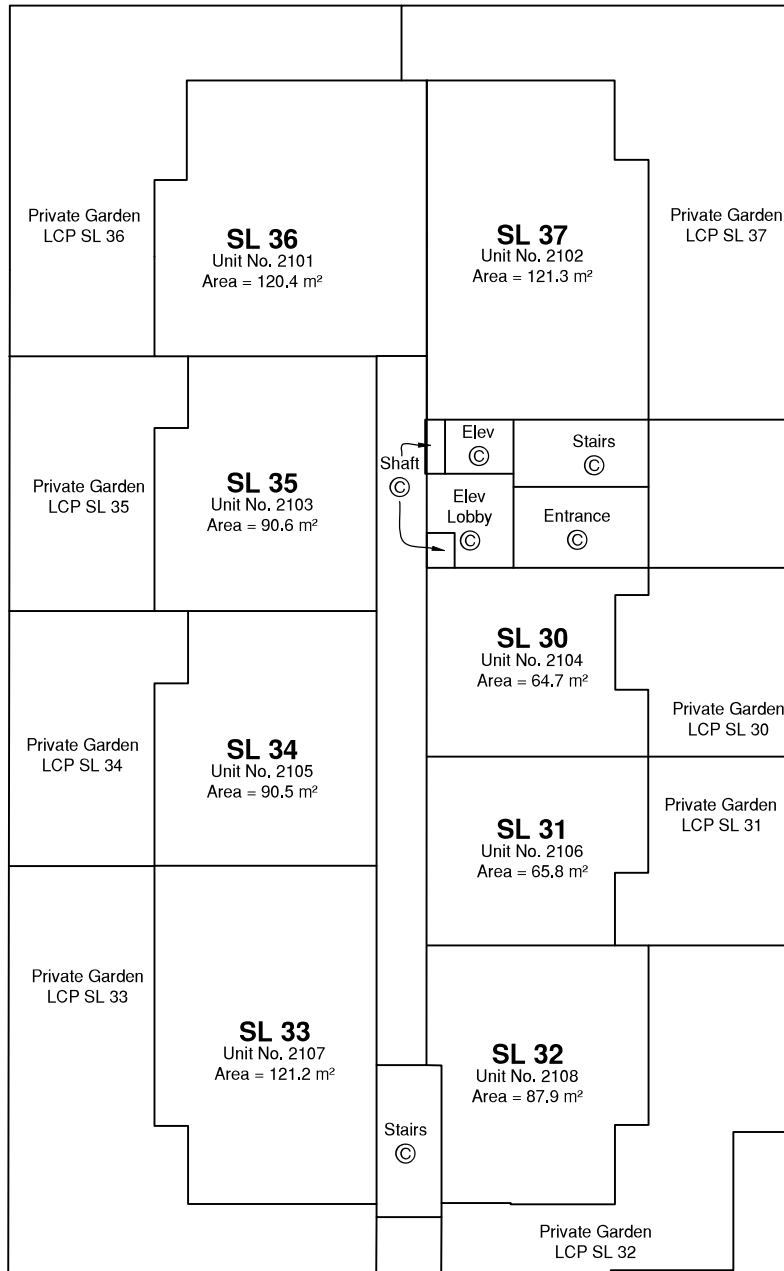 Private Garden
LCP SL 36
SL 36
Unit No. 2101
Area = 120.4 m²
SL 37
Unit No. 2102
Area = 121.3 m²
Private Garden
LCP SL 37
Private Garden
LCP SL 35
SL 35
Unit No. 2103
Area = 90.6 m²
Shaft
Ⓒ
Elev
Ⓒ
Stairs
Ⓒ
Elev
Lobby
Ⓒ
Entrance
Ⓒ
SL 30
Unit No. 2104
Area = 64.7 m²
Private Garden
LCP SL 30
Private Garden
LCP SL 34
SL 34
Unit No. 2105
Area = 90.5 m²
SL 31
Unit No. 2106
Area = 65.8 m²
Private Garden
LCP SL 31
Private Garden
LCP SL 33
SL 33
Unit No. 2107
Area = 121.2 m²
SL 32
Unit No. 2108
Area = 87.9 m²
Stairs
Ⓒ
Private Garden
LCP SL 32